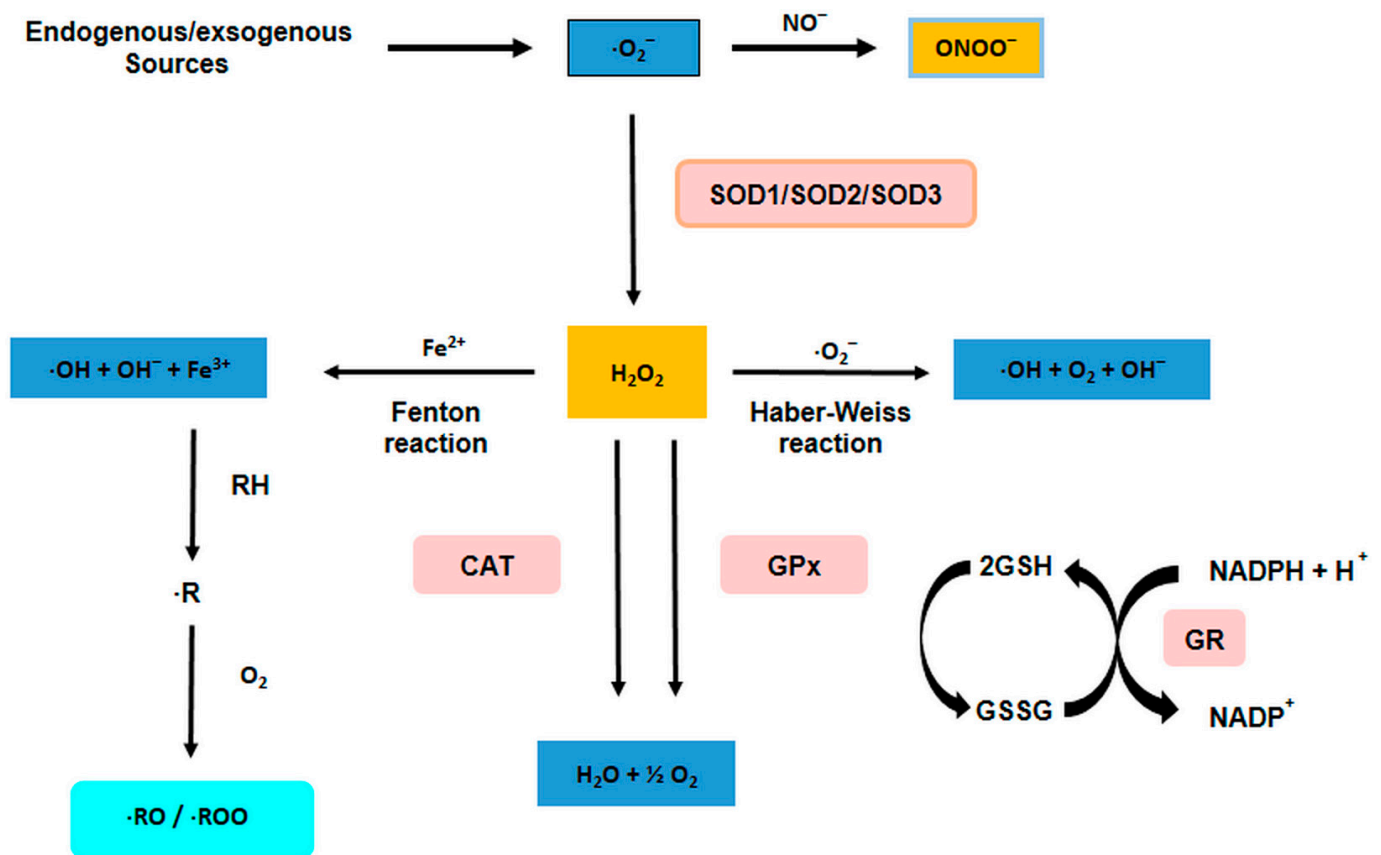 Endogenous/exsogenous
Sources
·O₂⁻
NO⁻
ONOO⁻
SOD1/SOD2/SOD3
·OH + OH⁻ + Fe³⁺
Fe²⁺
Fenton
reaction
H₂O₂
·O₂⁻
Haber-Weiss
reaction
·OH + O₂ + OH⁻
RH
CAT
GPx
2GSH
NADPH + H⁺
·R
GR
O₂
GSSG
NADP⁺
H₂O + ½ O₂
·RO / ·ROO